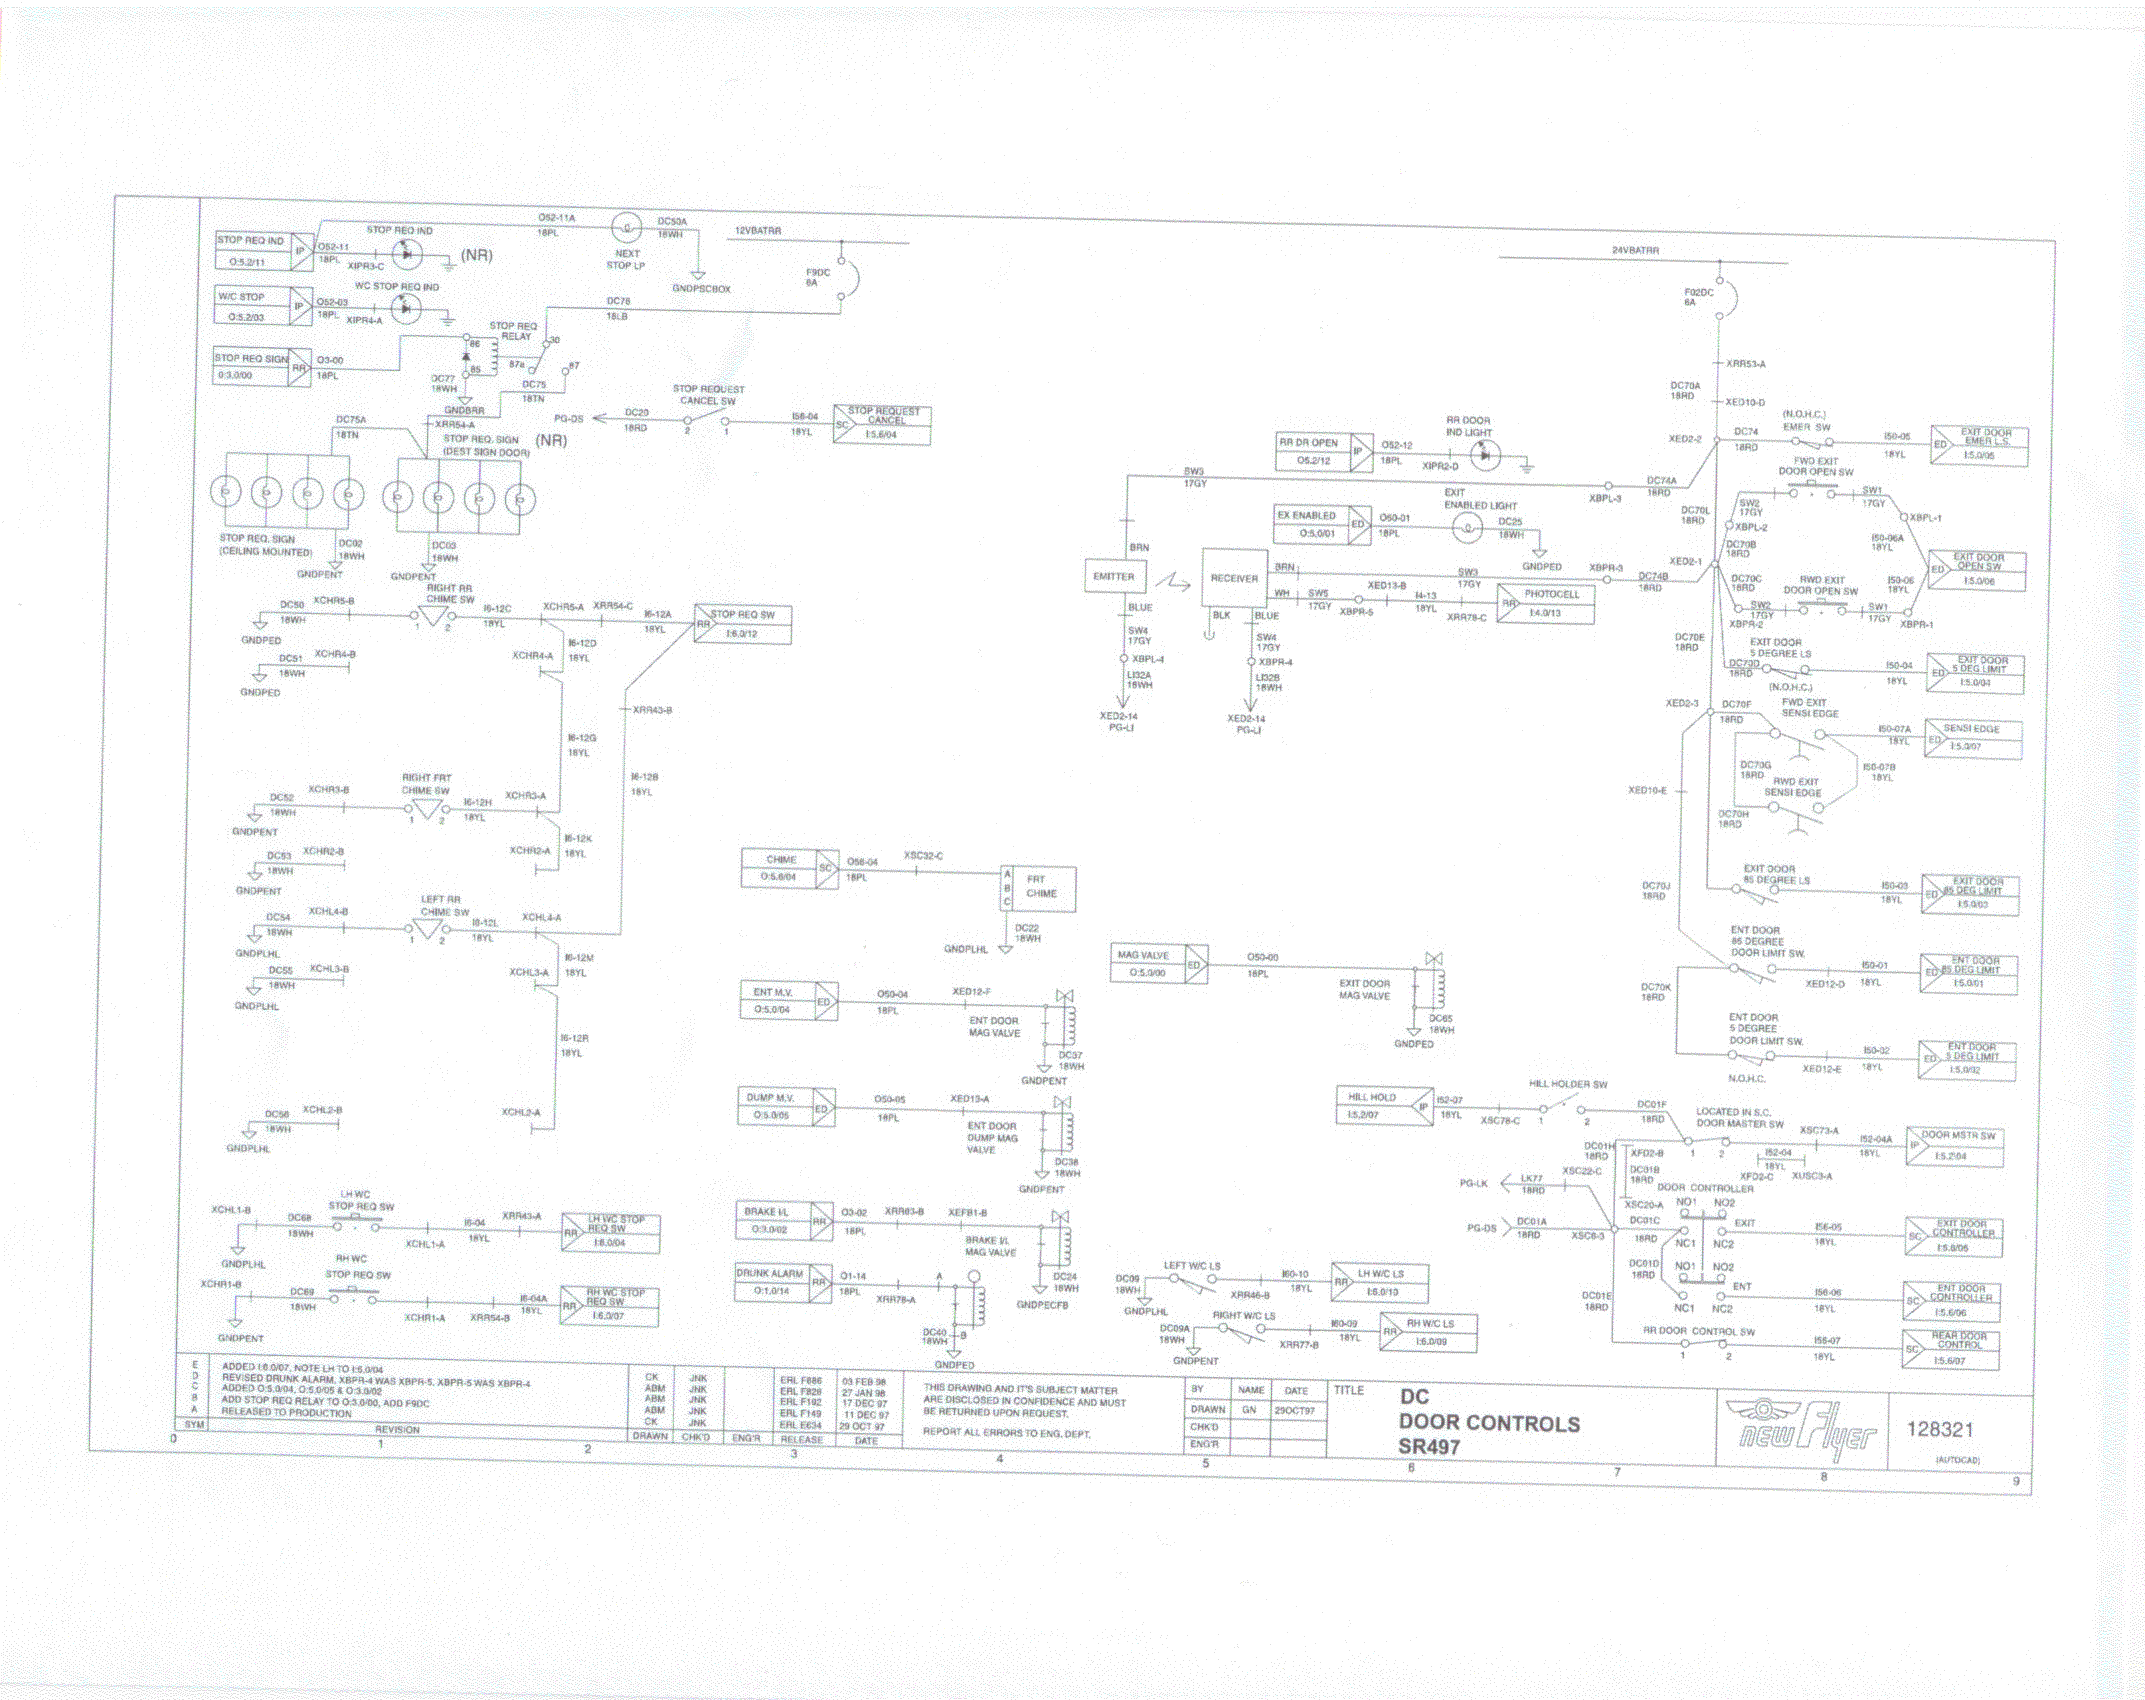 STOP REQ IND
O:5.2/11
IP
O52-11
18PL
XIPR3-C
STOP REQ IND
(NR)
O52-11A
18PL
NEXT
STOP LP
DC50A
18WH
GNDPSCBOX
12VBATRR
F9DC
6A
W/C STOP
O:5.2/03
IP
O52-03
18PL
XIPR4-A
WC STOP REQ IND
DC78
18LB
STOP REQ
RELAY
STOP REQ SIGN
0:3.0/00
RR
O3-00
18PL
86
85
30
87a
87
DC77
18WH
GNDBRR
DC75
18TN
XRR54-A
DC75A
18TN
STOP REQ. SIGN
(DEST SIGN DOOR)
(NR)
STOP REQ. SIGN
(CEILING MOUNTED)
DC02
18WH
GNDPENT
DC03
18WH
GNDPENT
PG-DS
DC20
18RD
STOP REQUEST
CANCEL SW
2
1
I56-04
18YL
SC
STOP REQUEST
CANCEL
I:5.6/04
DC50
18WH
GNDPED
XCHR5-B
RIGHT RR
CHIME SW
1
2
I6-12C
18YL
XCHR5-A
XRR54-C
I6-12A
18YL
RR
STOP REQ SW
I:6.0/12
DC51
18WH
GNDPED
XCHR4-B
XCHR4-A
I6-12D
18YL
XRR43-B
I6-12G
18YL
I6-12B
18YL
DC52
18WH
GNDPENT
XCHR3-B
RIGHT FRT
CHIME SW
1
2
I6-12H
18YL
XCHR3-A
DC53
18WH
GNDPENT
XCHR2-B
XCHR2-A
I6-12K
18YL
DC54
18WH
GNDPLHL
XCHL4-B
LEFT RR
CHIME SW
1
2
I6-12L
18YL
XCHL4-A
DC55
18WH
GNDPLHL
XCHL3-B
XCHL3-A
I6-12M
18YL
I6-12R
18YL
DC56
18WH
GNDPLHL
XCHL2-B
XCHL2-A
XCHL1-B
GNDPLHL
DC68
18WH
LH WC
STOP REQ SW
XCHL1-A
I6-04
18YL
XRR43-A
RR
LH WC STOP
REQ SW
I:6.0/04
XCHR1-B
GNDPENT
DC69
18WH
RH WC
STOP REQ SW
XCHR1-A
XRR54-B
I6-04A
18YL
RR
RH WC STOP
REQ SW
I:6.0/07
CHIME
O:5.6/04
SC
O56-04
18PL
XSC32-C
A
B
C
FRT
CHIME
DC22
18WH
GNDPLHL
ENT M.V.
O:5.0/04
ED
O50-04
18PL
XED12-F
ENT DOOR
MAG VALVE
DC37
18WH
GNDPENT
DUMP M.V.
O:5.0/05
ED
O50-05
18PL
XED13-A
ENT DOOR
DUMP MAG
VALVE
DC38
18WH
GNDPENT
BRAKE I/L
O:3.0/02
RR
O3-02
18PL
XRR83-B
XEFB1-B
BRAKE I/L
MAG VALVE
DC24
18WH
GNDPECFB
DRUNK ALARM
O:1.0/14
RR
O1-14
18PL
XRR78-A
A
DC40
18WH
B
GNDPED
24VBATRR
F02DC
6A
XRR53-A
DC70A
18RD
XED10-D
XED2-2
DC74
18RD
(N.O.H.C.)
EMER SW
I50-05
18YL
ED
EXIT DOOR
EMER L.S.
I:5.0/05
RR DR OPEN
O5.2/12
IP
O52-12
18PL
XIPR2-D
RR DOOR
IND LIGHT
SW3
17GY
XBPL-3
DC74A
18RD
EX ENABLED
O:5.0/01
ED
O50-01
18PL
EXIT
ENABLED LIGHT
DC25
18WH
GNDPED
BRN
EMITTER
BLUE
SW4
17GY
XBPL-4
LI32A
18WH
XED2-14
PG-LI
RECEIVER
BRN
SW3
17GY
XBPR-3
DC74B
18RD
XED2-1
WH
SW5
17GY
XBPR-5
XED13-B
I4-13
18YL
XRR78-C
RR
PHOTOCELL
I:4.0/13
BLK
BLUE
SW4
17GY
XBPR-4
LI32B
18WH
XED2-14
PG-LI
FWD EXIT
DOOR OPEN SW
DC70L
18RD
SW2
17GY
XBPL-2
SW1
17GY
XBPL-1
I50-06A
18YL
DC70B
18RD
DC70C
18RD
RWD EXIT
DOOR OPEN SW
I50-06
18YL
ED
EXIT DOOR
OPEN SW
I:5.0/06
SW2
17GY
XBPR-2
SW1
17GY
XBPR-1
DC70E
18RD
EXIT DOOR
5 DEGREE LS
DC70D
18RD
(N.O.H.C.)
I50-04
18YL
ED
EXIT DOOR
5 DEG.LIMIT
I:5.0/04
XED2-3
DC70F
18RD
FWD EXIT
SENSI EDGE
I50-07A
18YL
ED
SENSI EDGE
I:5.0/07
DC70G
18RD
I50-07B
18YL
XED10-E
RWD EXIT
SENSI EDGE
DC70H
18RD
DC70J
18RD
EXIT DOOR
85 DEGREE LS
I50-03
18YL
ED
EXIT DOOR
85 DEG LIMIT
I:5.0/03
MAG VALVE
O:5.0/00
ED
O50-00
18PL
EXIT DOOR
MAG VALVE
DC65
18WH
GNDPED
ENT DOOR
85 DEGREE
DOOR LIMIT SW.
DC70K
18RD
XED12-D
I50-01
18YL
ED
ENT DOOR
85 DEG LIMIT
I:5.0/01
ENT DOOR
5 DEGREE
DOOR LIMIT SW.
N.O.H.C.
XED12-E
I50-02
18YL
ED
ENT DOOR
5 DEG LIMIT
I:5.0/02
HILL HOLD
I:5.2/07
IP
I52-07
18YL
XSC78-C
HILL HOLDER SW
1
2
DC01F
18RD
LOCATED IN S.C.
DOOR MASTER SW
1
2
XSC73-A
I52-04A
18YL
IP
DOOR MSTR SW
I:5.2/04
DC01H
18RD
XFD2-B
DC01B
18RD
XSC20-A
I52-04
18YL
XFD2-C
XUSC3-A
PG-LK
LK77
18RD
XSC22-C
PG-DS
DC01A
18RD
XSC6-3
DOOR CONTROLLER
NO1
NO2
DC01C
18RD
NC1
NC2
EXIT
I56-05
18YL
SC
EXIT DOOR
CONTROLLER
I:5.6/05
DC01D
18RD
NO1
NO2
ENT
NC1
NC2
I56-06
18YL
SC
ENT DOOR
CONTROLLER
I:5.6/06
DC01E
18RD
RR DOOR CONTROL SW
1
2
I56-07
18YL
SC
REAR DOOR
CONTROL
I:5.6/07
LEFT W/C LS
DC09
18WH
GNDPLHL
XRR46-B
I60-10
18YL
RR
LH W/C LS
I:6.0/10
RIGHT W/C LS
DC09A
18WH
GNDPENT
XRR77-B
I60-09
18YL
RR
RH W/C LS
I:6.0/09
E ADDED I:6.0/07, NOTE LH TO I:6.0/04 CK JNK ERL F886 03 FEB 98
D REVISED DRUNK ALARM, XBPR-4 WAS XBPR-5, XBPR-5 WAS XBPR-4 ABM JNK ERL F828 27 JAN 98
C ADDED O:5.0/04, O:5.0/05 & O:3.0/02 ABM JNK ERL F192 17 DEC 97
B ADD STOP REQ RELAY TO O:3.0/00, ADD F9DC ABM JNK ERL F149 11 DEC 97
A RELEASED TO PRODUCTION CK JNK ERL E634 29 OCT 97
SYM REVISION DRAWN CHK'D ENG'R RELEASE DATE
THIS DRAWING AND IT'S SUBJECT MATTER
ARE DISCLOSED IN CONFIDENCE AND MUST
BE RETURNED UPON REQUEST.
REPORT ALL ERRORS TO ENG. DEPT.
BY NAME DATE
DRAWN GN 29OCT97
CHK'D
ENG'R
TITLE
DC
DOOR CONTROLS
SR497
NEW Flyer
128321
(AUTOCAD)
0 1 2 3 4 5 6 7 8 9